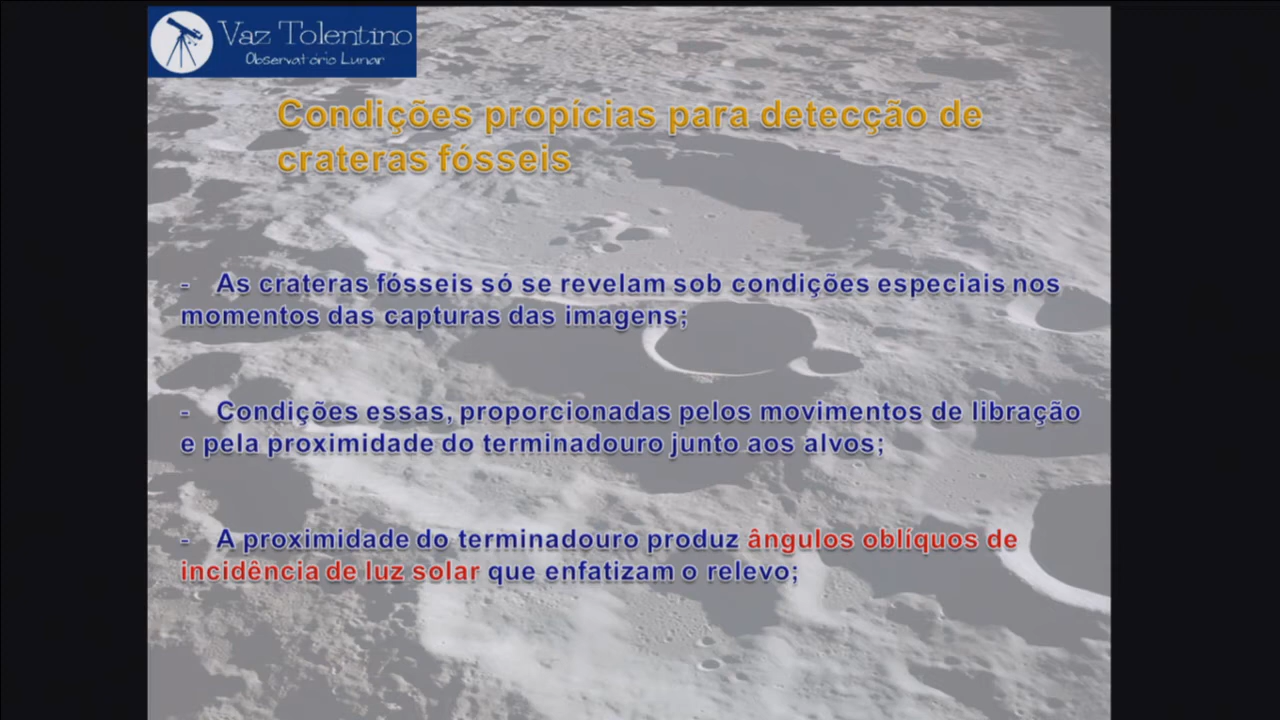 Vaz Tolentino
Observatório Lunar
Condições propícias para detecção de
crateras fósseis
- As crateras fósseis só se revelam sob condições especiais nos
momentos das capturas das imagens;
- Condições essas, proporcionadas pelos movimentos de libração
e pela proximidade do terminadouro junto aos alvos;
- A proximidade do terminadouro produz ângulos oblíquos de
incidência de luz solar que enfatizam o relevo;